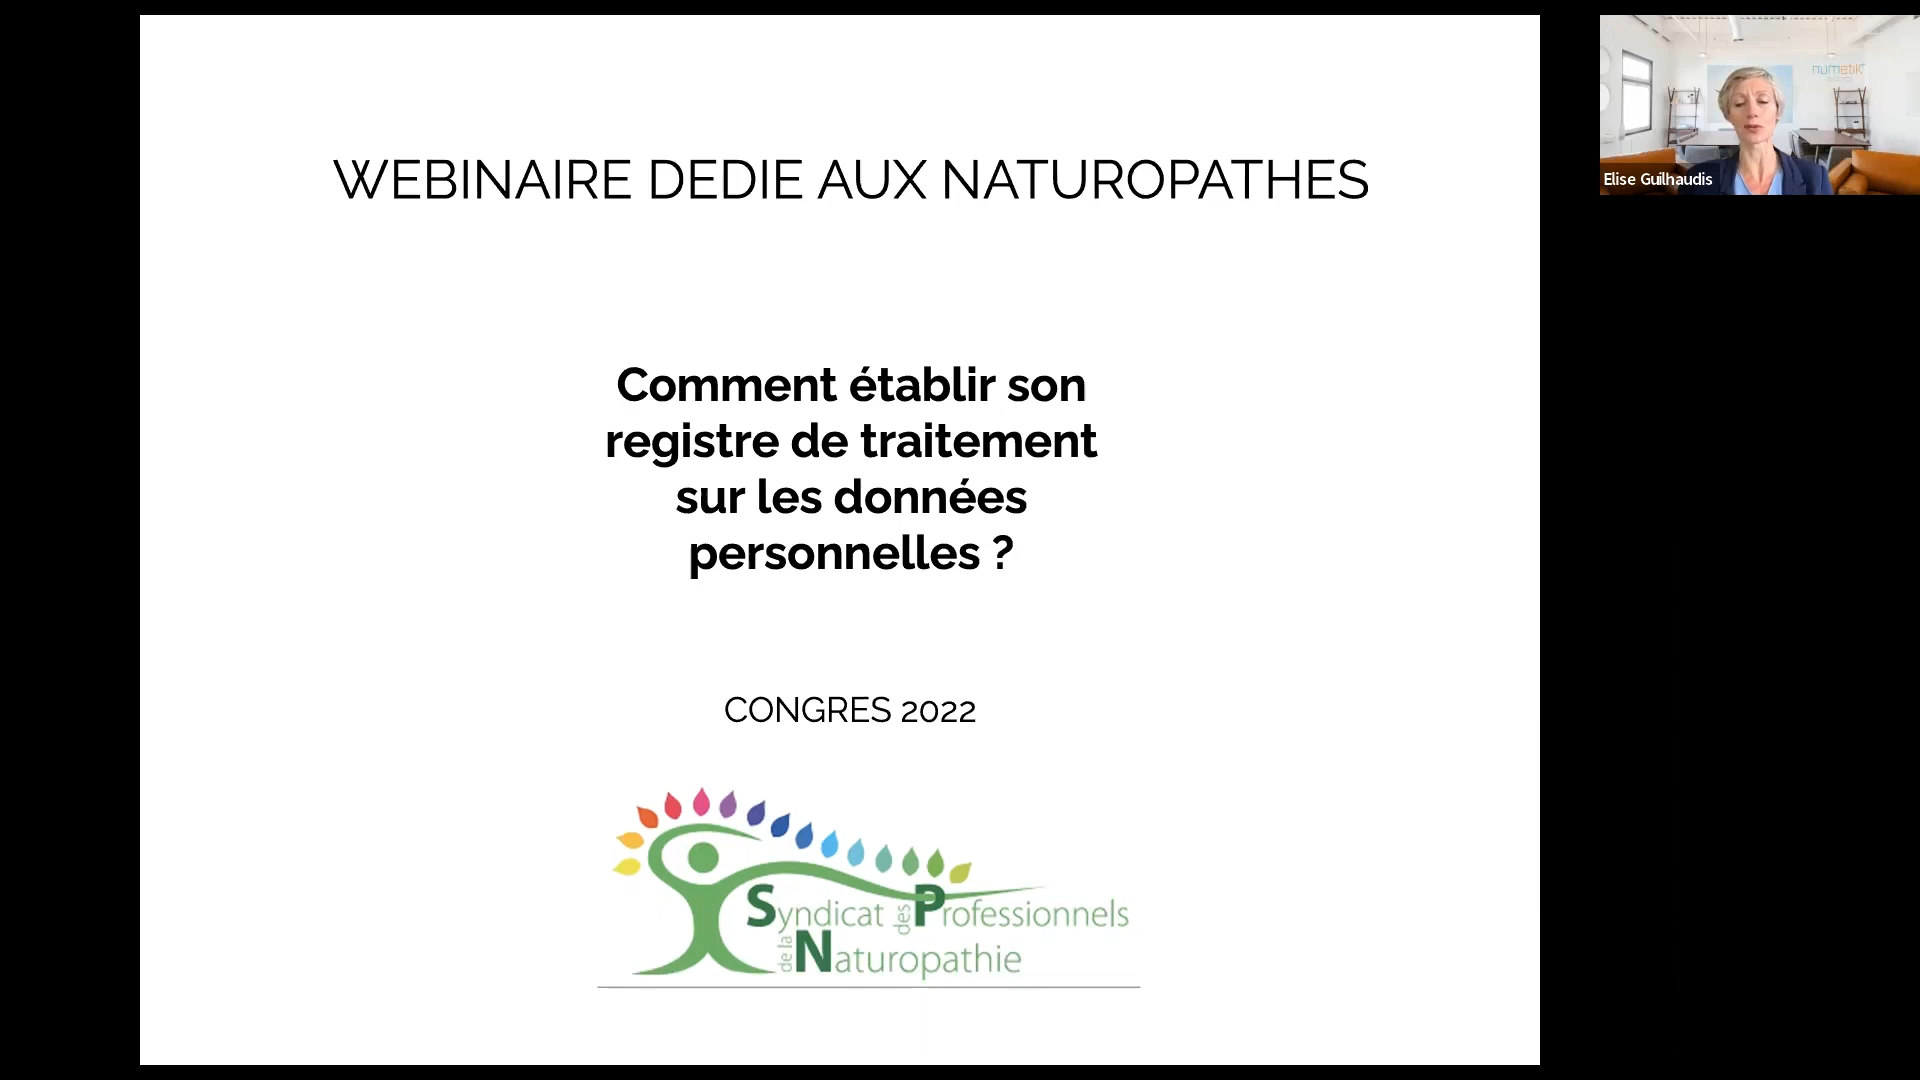 WEBINAIRE DEDIE AUX NATUROPATHES
Comment établir son
registre de traitement
sur les données
personnelles ?
CONGRES 2022
Syndicat des Professionnels
de la Naturopathie
numetik
Elise Guilhaudis